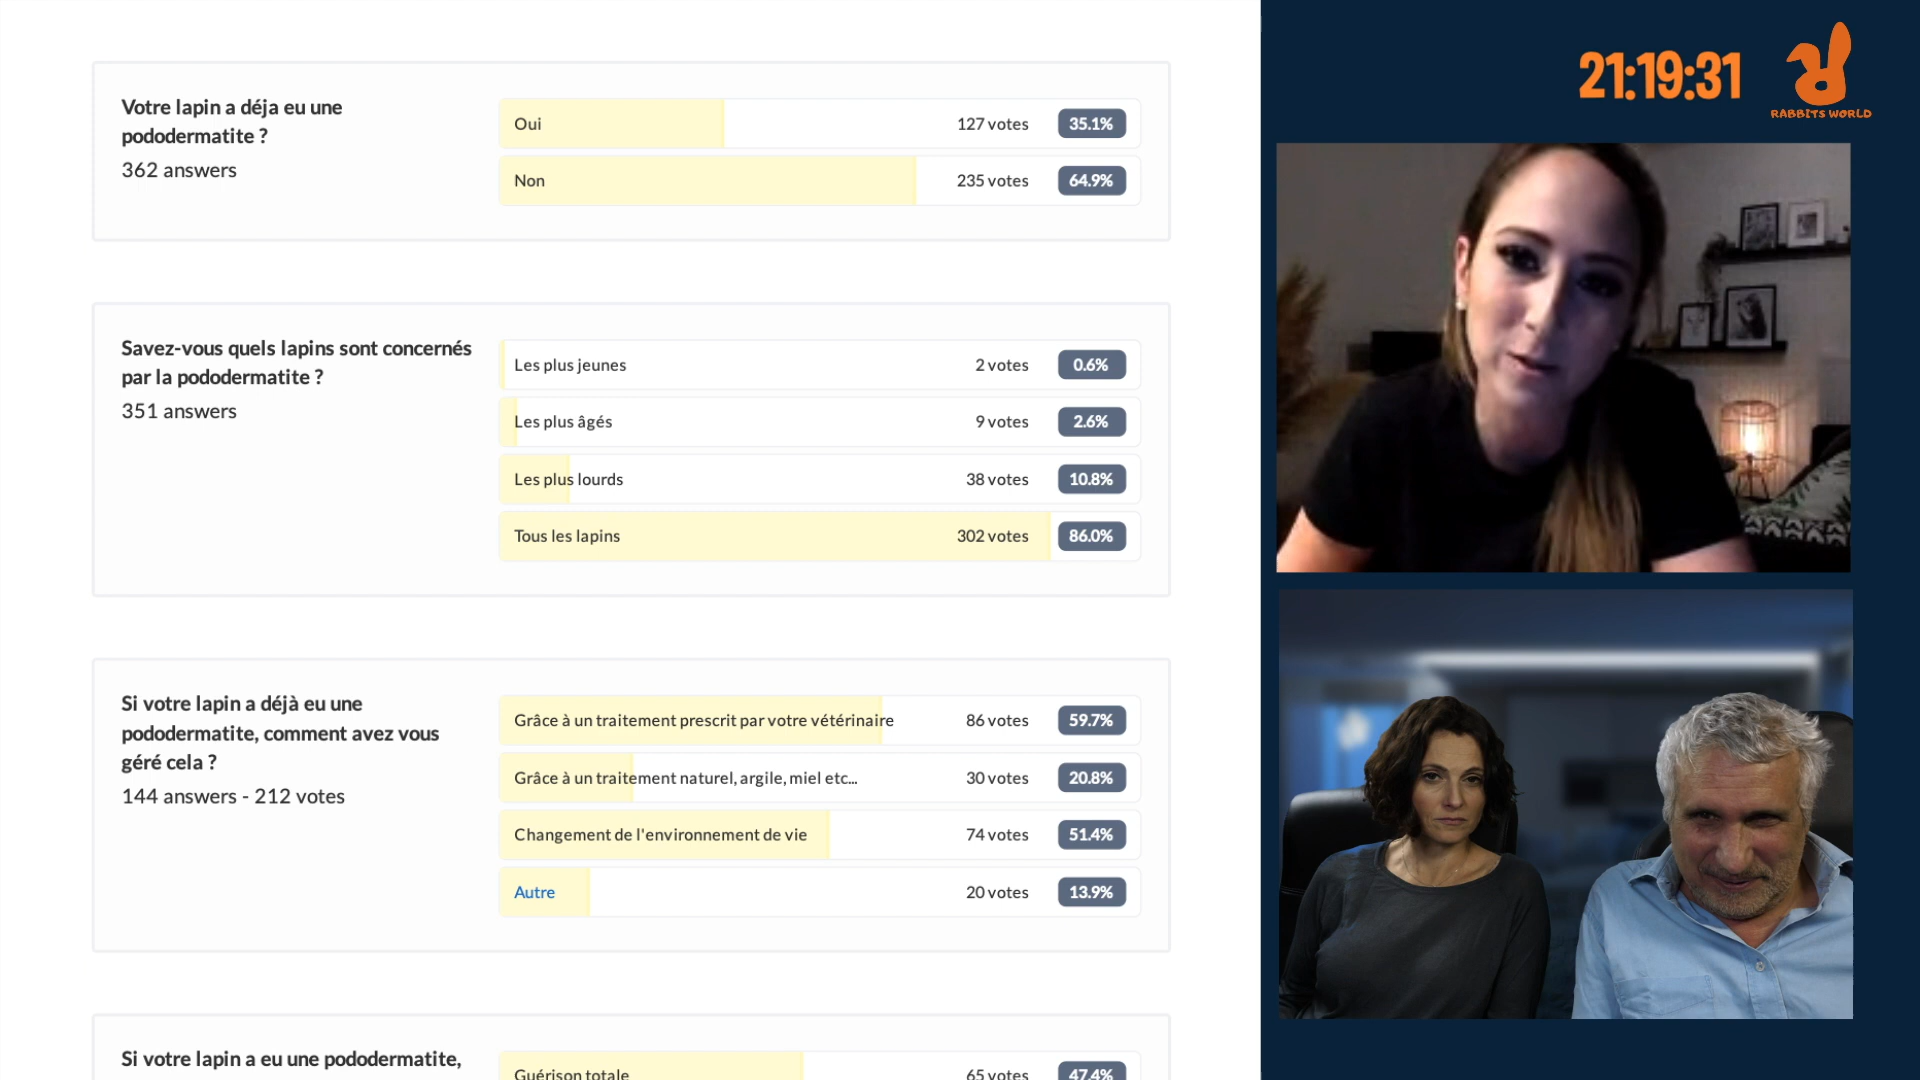 Votre lapin a déja eu une
pododermatite ?
362 answers
Oui 127 votes 35.1%
Non 235 votes 64.9%
Savez-vous quels lapins sont concernés
par la pododermatite ?
351 answers
Les plus jeunes 2 votes 0.6%
Les plus âgés 9 votes 2.6%
Les plus lourds 38 votes 10.8%
Tous les lapins 302 votes 86.0%
Si votre lapin a déjà eu une
pododermatite, comment avez vous
géré cela ?
144 answers - 212 votes
Grâce à un traitement prescrit par votre vétérinaire 86 votes 59.7%
Grâce à un traitement naturel, argile, miel etc... 30 votes 20.8%
Changement de l'environnement de vie 74 votes 51.4%
Autre 20 votes 13.9%
Si votre lapin a eu une pododermatite,
Guérison totale 65 votes 47.4%
21:19:31
RABBITS WORLD